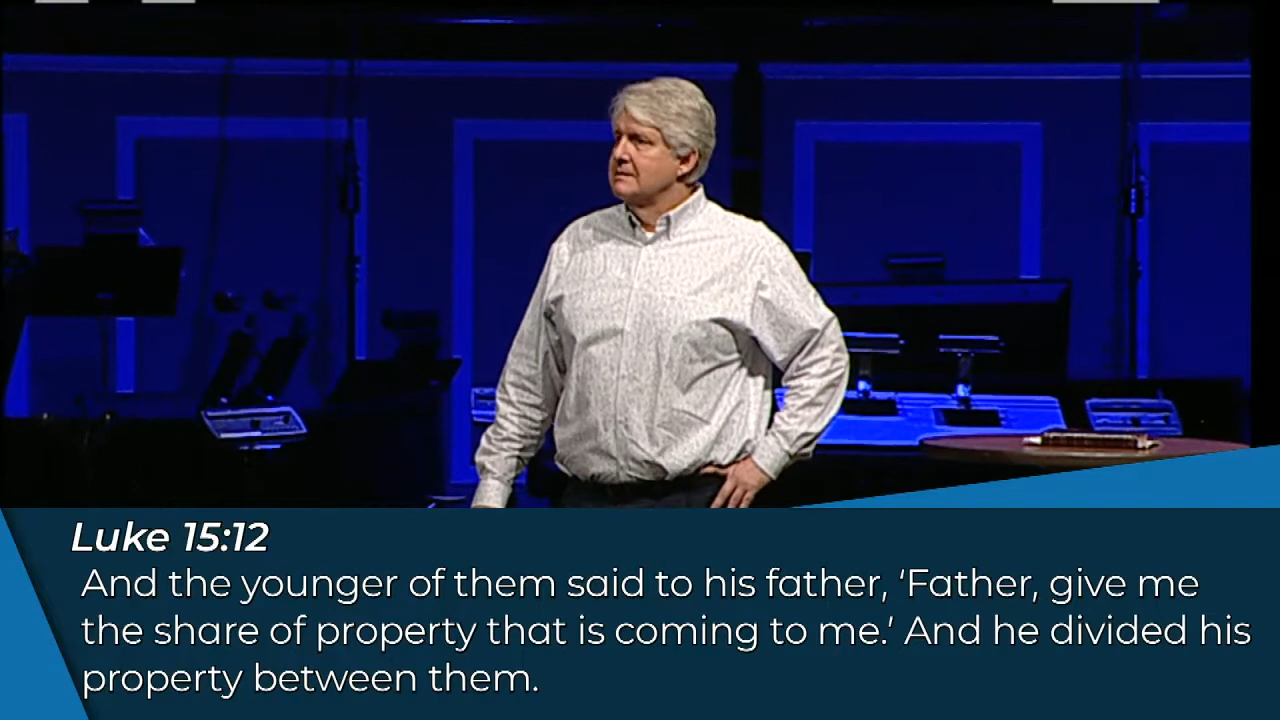 Luke 15:12
And the younger of them said to his father, ‘Father, give me
the share of property that is coming to me.’ And he divided his
property between them.